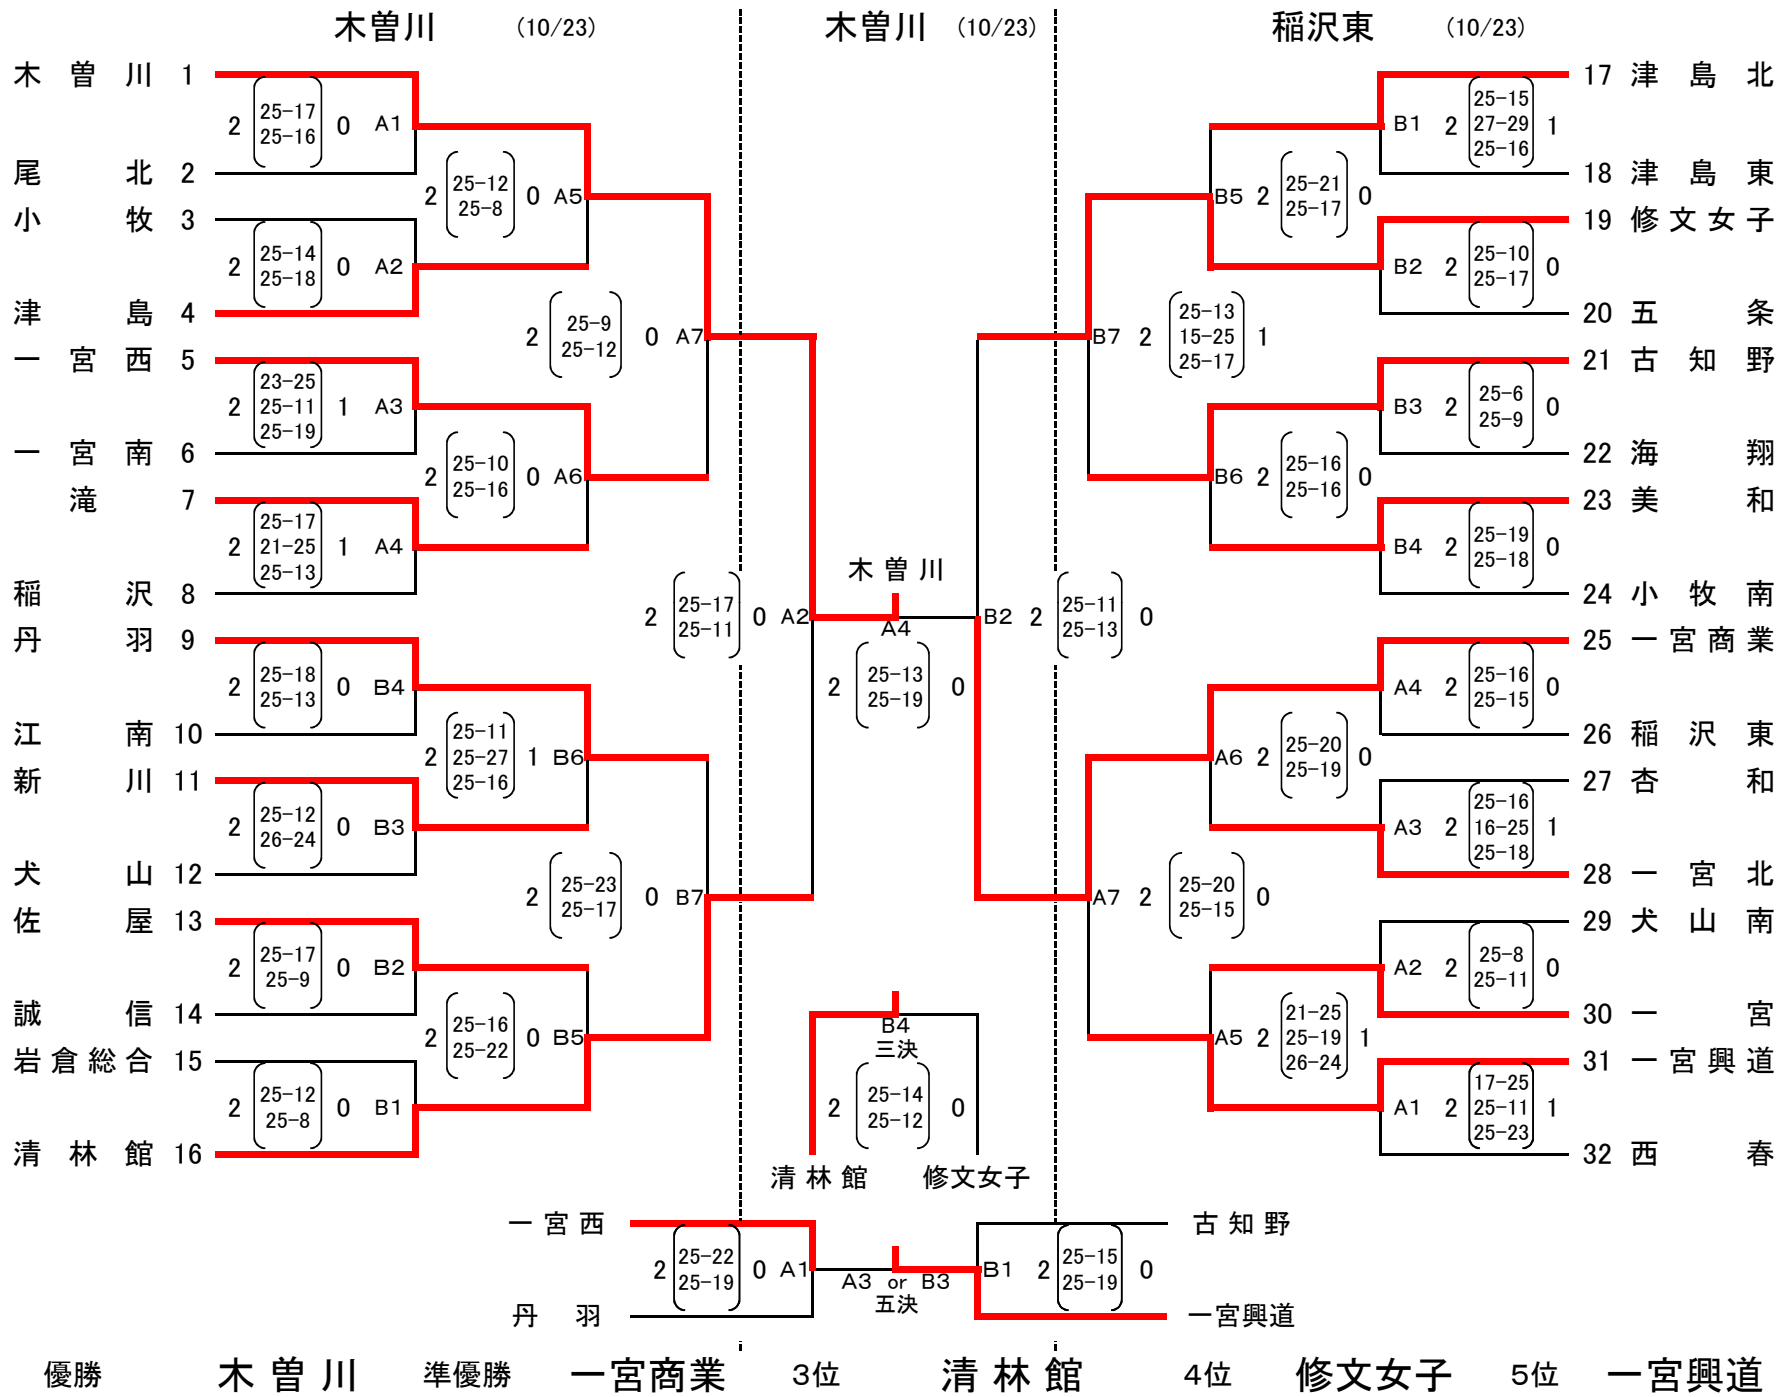 木曽川 (10/23) 木曽川 (10/23) 稲沢東 (10/23)
木曽川 1
25-17
2 25-16 0 A1
尾北 2
2 25-12 0 A5
25-8
小牧 3
25-14
2 25-18 0 A2
津島 4
25-9
2 25-12 0 A7
一宮西 5
23-25
2 25-11 1 A3
25-19
一宮南 6
25-10
2 25-16 0 A6
滝 7
25-17
2 21-25 1 A4
25-13
稲沢 8
25-17
2 25-11 0 A2
丹羽 9
25-18
2 25-13 0 B4
江南 10
25-11
2 25-27 1 B6
25-16
新川 11
25-12
2 26-24 0 B3
犬山 12
25-23
2 25-17 0 B7
佐屋 13
25-17
2 25-9 0 B2
誠信 14
25-16
2 25-22 0 B5
岩倉総合 15
25-12
2 25-8 0 B1
清林館 16
木曽川
A4
25-13
2 25-19 0
B4
三決
25-14
2 25-12 0
清林館 修文女子
17 津島北
25-15
B1 2 27-29 1
25-16
18 津島東
25-21
B5 2 25-17 0
19 修文女子
25-10
B2 2 25-17 0
20 五条
25-13
B7 2 15-25 1
25-17
21 古知野
25-6
B3 2 25-9 0
22 海翔
25-16
B6 2 25-16 0
23 美和
25-19
B4 2 25-18 0
24 小牧南
25-11
B2 2 25-13 0
25 一宮商業
25-16
A4 2 25-15 0
26 稲沢東
25-20
A6 2 25-19 0
27 杏和
25-16
A3 2 16-25 1
25-18
28 一宮北
25-20
A7 2 25-15 0
29 犬山南
25-8
A2 2 25-11 0
30 一宮
21-25
A5 2 25-19 1
26-24
31 一宮興道
17-25
A1 2 25-11 1
25-23
32 西春
一宮西
25-22
2 25-19 0 A1
丹羽
A3 or B3
五決
古知野
25-15
B1 2 25-19 0
一宮興道
優勝 木曽川 準優勝 一宮商業 3位 清林館 4位 修文女子 5位 一宮興道